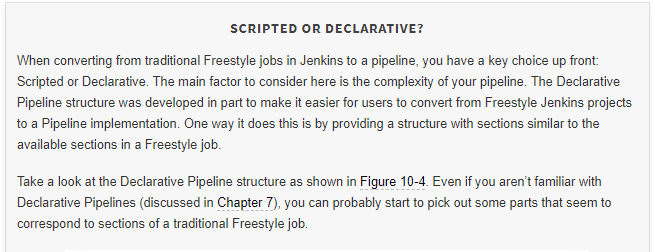 SCRIPTED OR DECLARATIVE?
When converting from traditional Freestyle jobs in Jenkins to a pipeline, you have a key choice up front:
Scripted or Declarative. The main factor to consider here is the complexity of your pipeline. The Declarative
Pipeline structure was developed in part to make it easier for users to convert from Freestyle Jenkins projects
to a Pipeline implementation. One way it does this is by providing a structure with sections similar to the
available sections in a Freestyle job.
Take a look at the Declarative Pipeline structure as shown in Figure 10-4. Even if you aren’t familiar with
Declarative Pipelines (discussed in Chapter 7), you can probably start to pick out some parts that seem to
correspond to sections of a traditional Freestyle job.